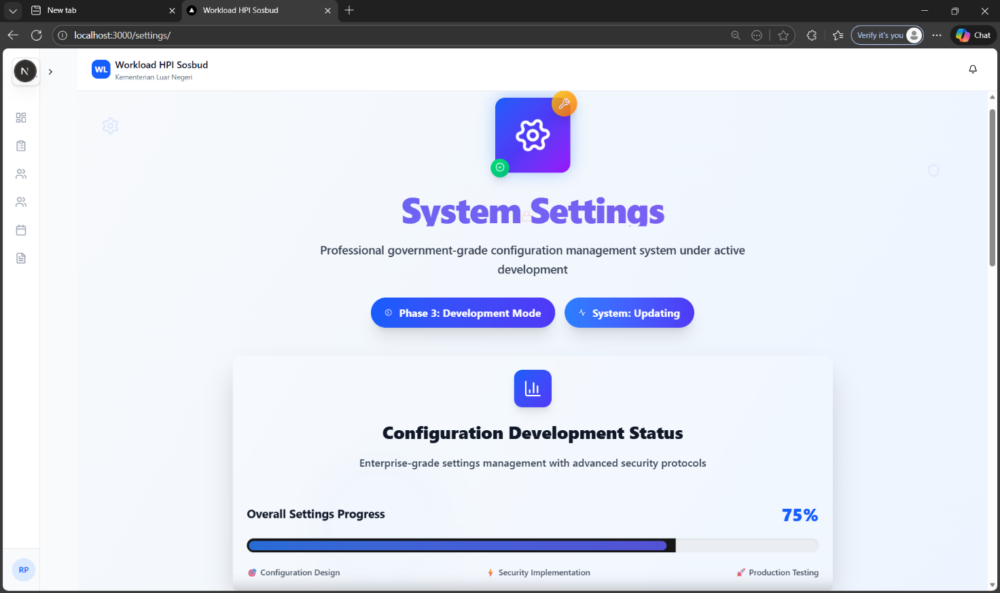 New tab
Workload HPI Sosbud
localhost:3000/settings/
Verify it's you
Chat
N
WL
Workload HPI Sosbud
Kementerian Luar Negeri
System Settings
Professional government-grade configuration management system under active
development
Phase 3: Development Mode
System: Updating
Configuration Development Status
Enterprise-grade settings management with advanced security protocols
Overall Settings Progress
75%
Configuration Design
Security Implementation
Production Testing
RP